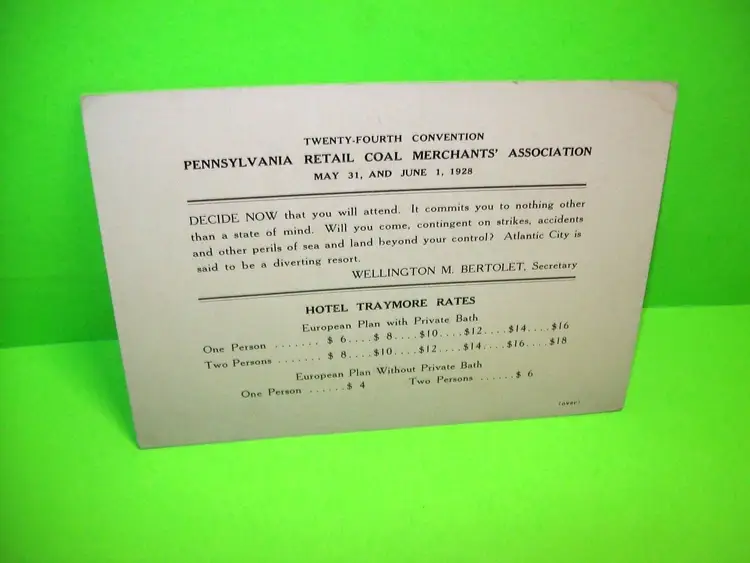 TWENTY-FOURTH CONVENTION
PENNSYLVANIA RETAIL COAL MERCHANTS' ASSOCIATION
MAY 31, AND JUNE 1, 1928
DECIDE NOW that you will attend. It commits you to nothing other
than a state of mind. Will you come, contingent on strikes, accidents
and other perils of sea and land beyond your control? Atlantic City is
said to be a diverting resort.
WELLINGTON M. BERTOLET, Secretary
HOTEL TRAYMORE RATES
European Plan with Private Bath
One Person ....... $ 6....$ 8....$10....$12....$14....$16
Two Persons ....... $ 8....$10....$12....$14....$16....$18
European Plan Without Private Bath
One Person .....$ 4 Two Persons ......$ 6